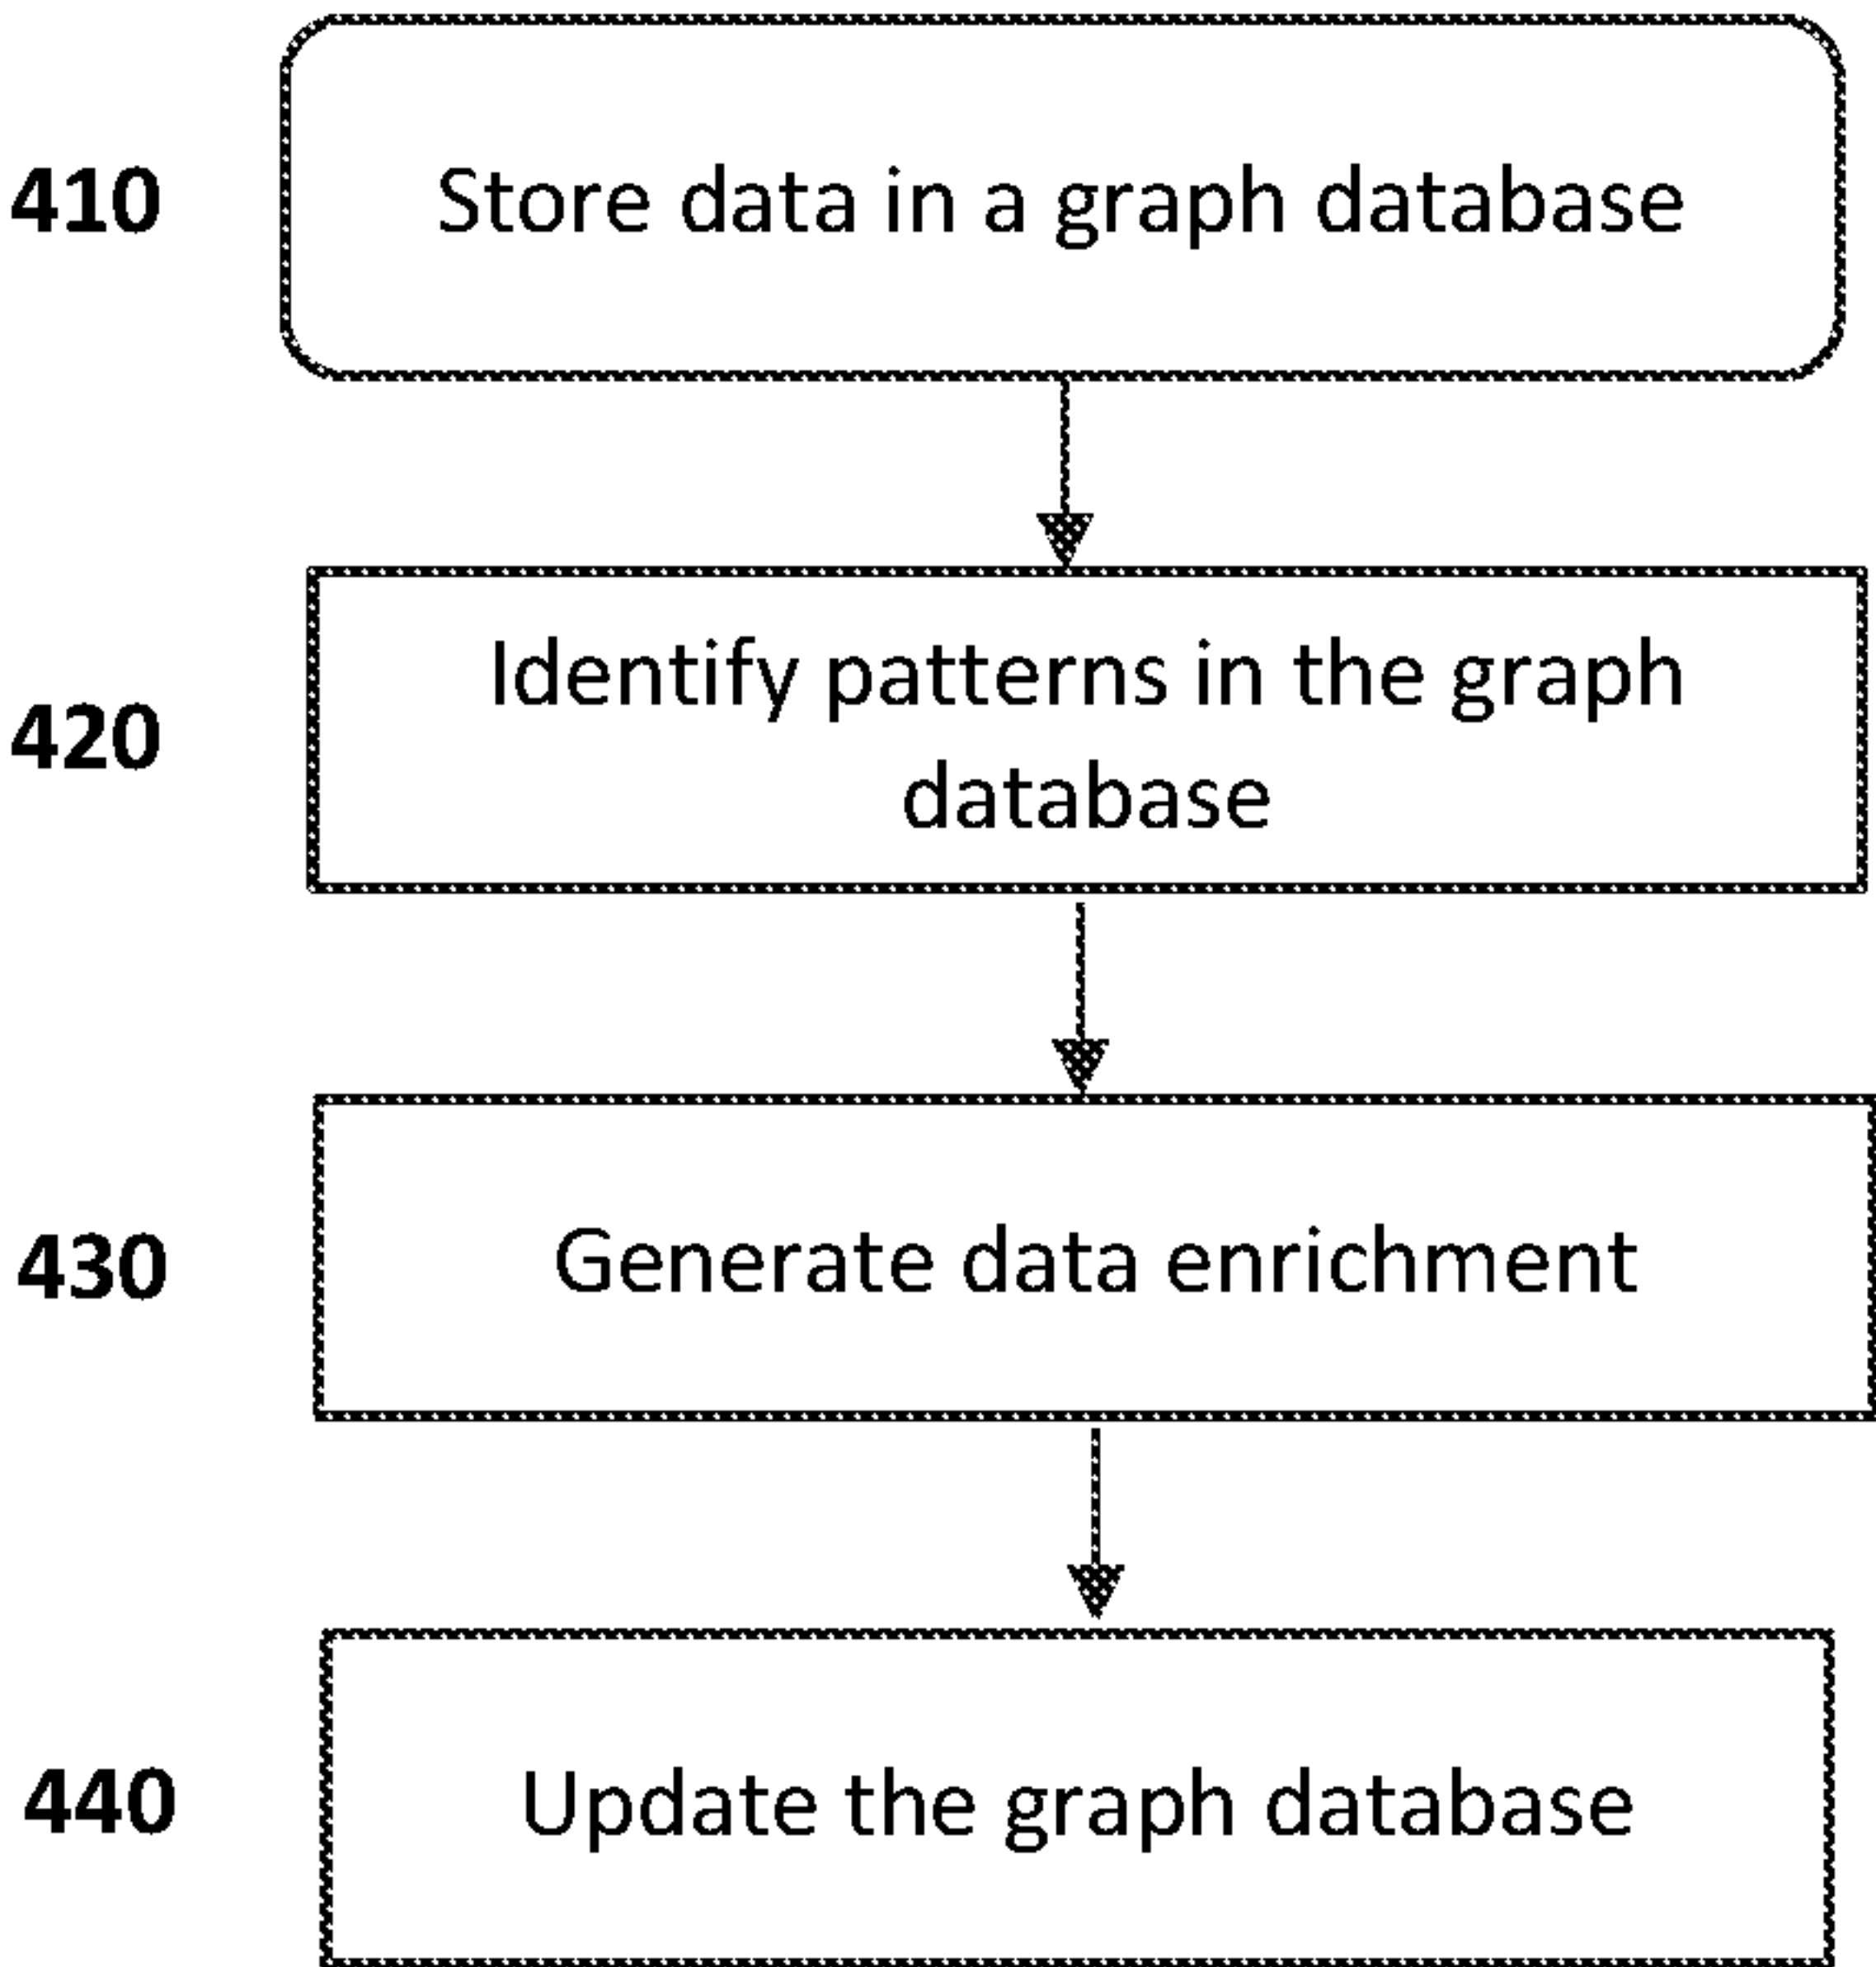 410
Store data in a graph database
420
Identify patterns in the graph
database
430
Generate data enrichment
440
Update the graph database